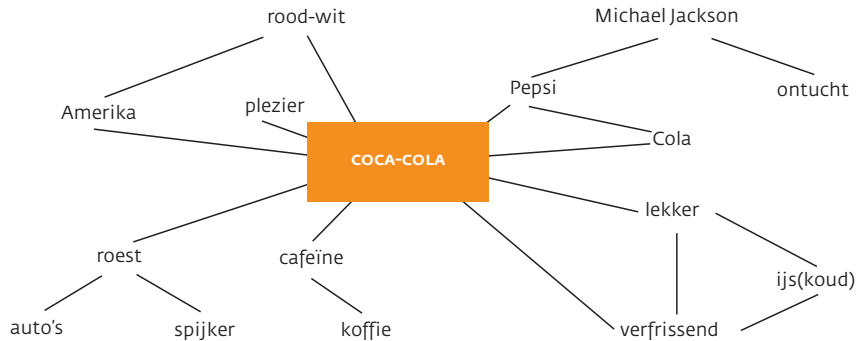 rood-wit
Michael Jackson
Pepsi
ontucht
plezier
Amerika
Cola
COCA-COLA
lekker
roest
cafeïne
ijs(koud)
auto's
spijker
koffie
verfrissend